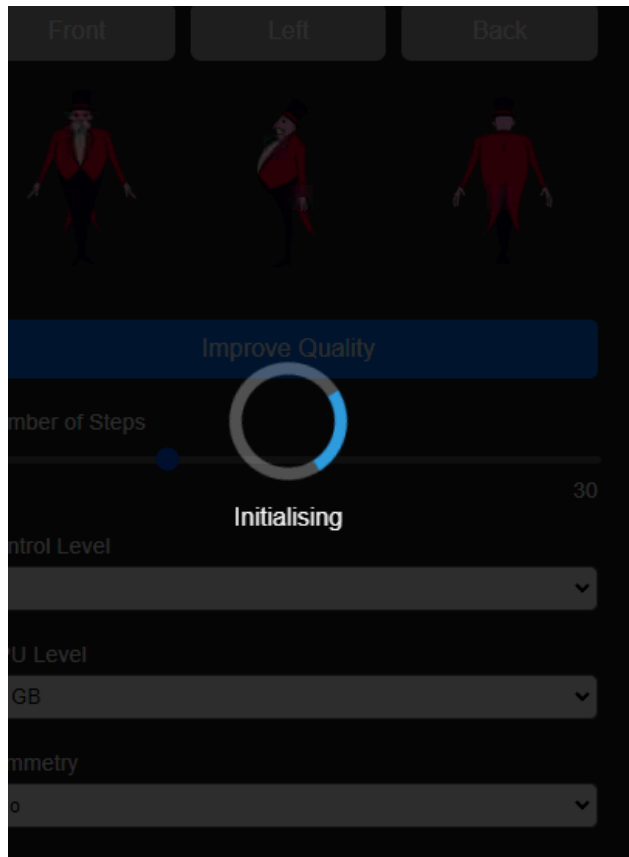 Front Left Back
Improve Quality
mber of Steps
30
Initialising
ntrol Level
U Level
GB
mmetry
o